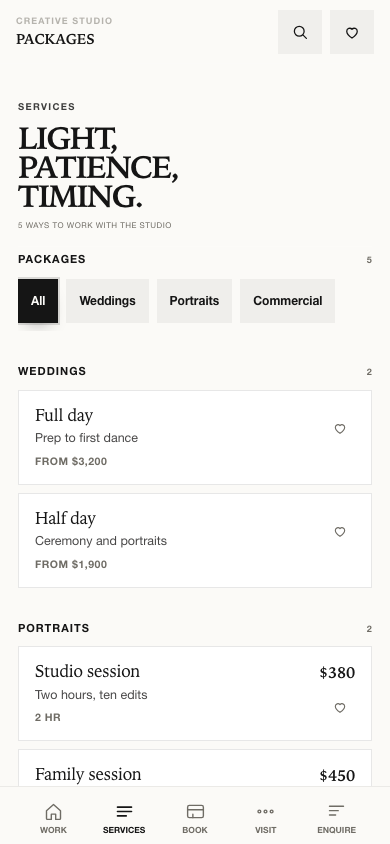 CREATIVE STUDIO
PACKAGES
SERVICES
LIGHT,
PATIENCE,
TIMING.
5 WAYS TO WORK WITH THE STUDIO
PACKAGES 5
All Weddings Portraits Commercial
WEDDINGS 2
Full day
Prep to first dance
FROM $3,200
Half day
Ceremony and portraits
FROM $1,900
PORTRAITS 2
Studio session $380
Two hours, ten edits
2 HR
Family session $450
WORK SERVICES BOOK VISIT ENQUIRE